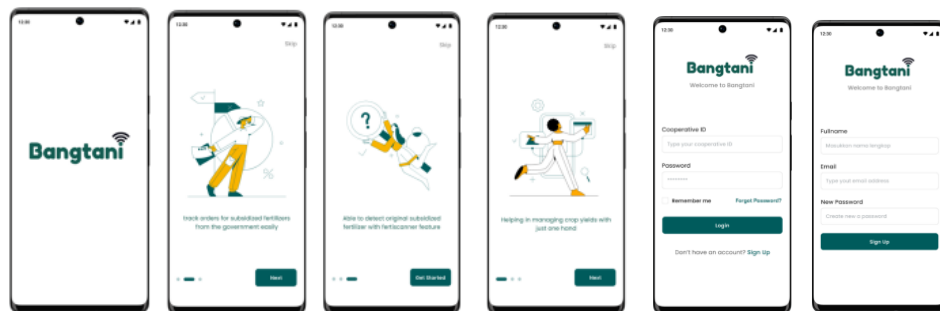 12:30
Bangtani
12:30
Skip
track orders for subsidized fertilizers
from the government easily
Next
12:30
Skip
Able to detect original subsidized
fertilizer with fertiscanner feature
Get Started
12:30
Skip
Helping in managing crop yields with
just one hand
Next
12:30
Bangtani
Welcome to Bangtani
Cooperative ID
Type your cooperative ID
Password
Remember me
Forgot Password?
Login
Don't have an account? Sign Up
12:30
Bangtani
Welcome to Bangtani
Fullname
Masukkan nama lengkap
Email
Type your email address
New Password
Create new a password
Sign Up